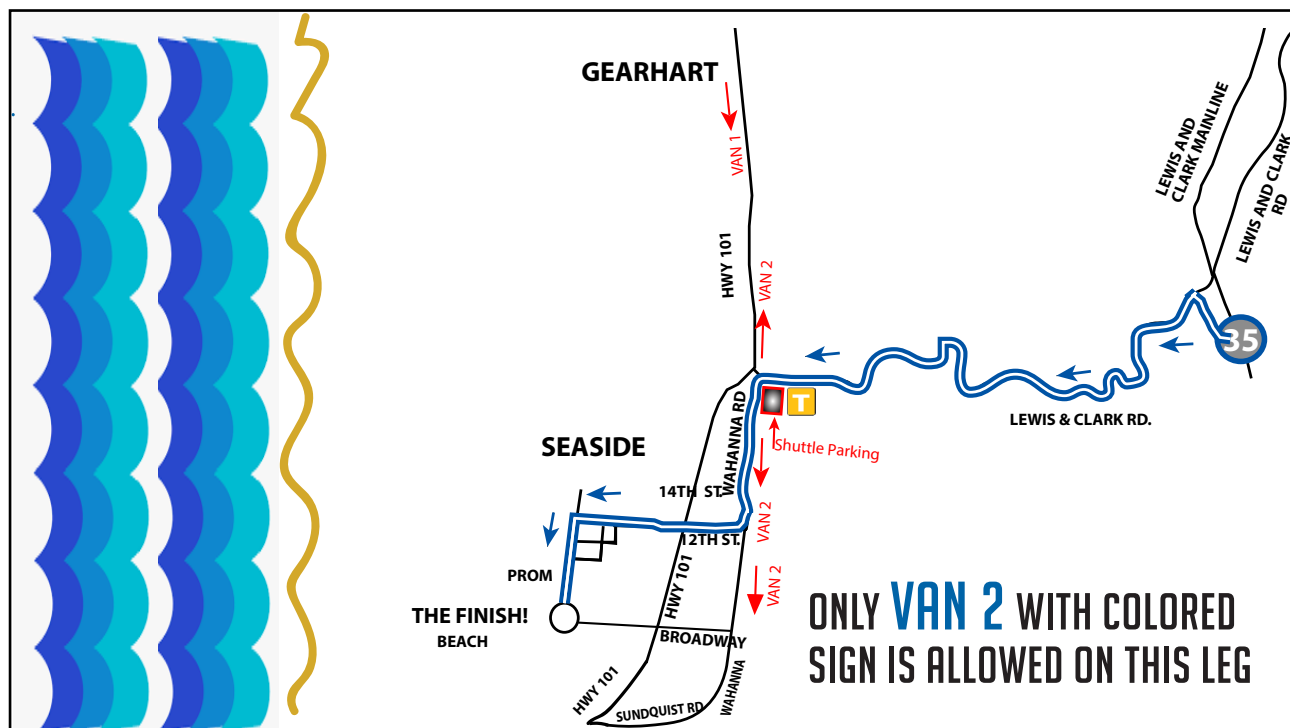 GEARHART
VAN 1
LEWIS AND
CLARK MAINLINE
LEWIS AND CLARK
RD
HWY 101
VAN 2
35
T
LEWIS & CLARK RD.
WAHANNA RD
Shuttle Parking
SEASIDE
14TH ST.
VAN 2
12TH ST.
PROM
VAN 2
HWY 101
THE FINISH!
BEACH
BROADWAY
WAHANNA
HWY 101
SUNDQUIST RD
ONLY VAN 2 WITH COLORED
SIGN IS ALLOWED ON THIS LEG